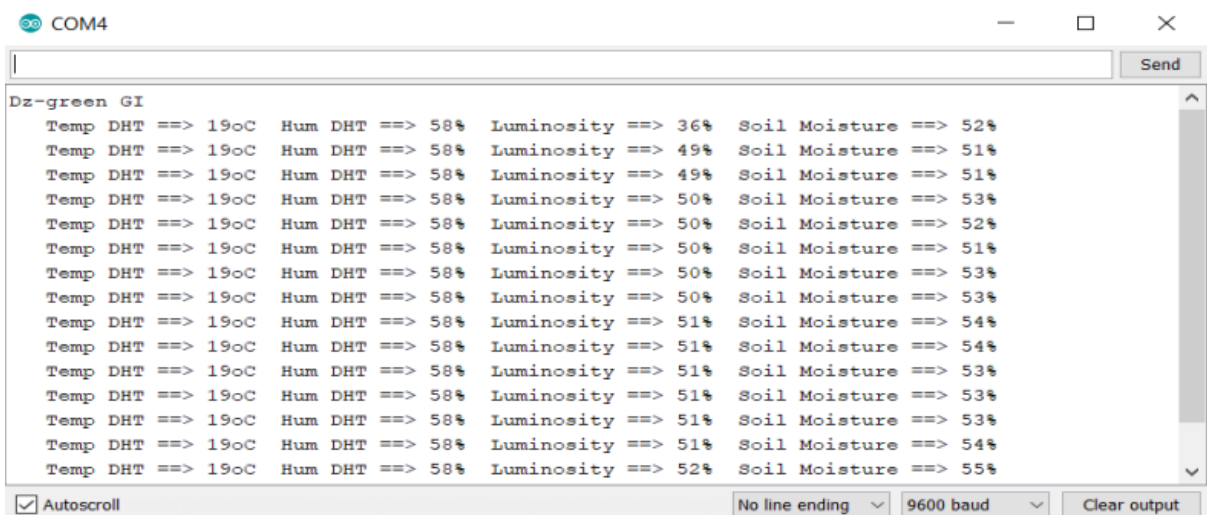 COM4
Send
Dz-green GI
Temp DHT ==> 19oC Hum DHT ==> 58% Luminosity ==> 36% Soil Moisture ==> 52%
Temp DHT ==> 19oC Hum DHT ==> 58% Luminosity ==> 49% Soil Moisture ==> 51%
Temp DHT ==> 19oC Hum DHT ==> 58% Luminosity ==> 49% Soil Moisture ==> 51%
Temp DHT ==> 19oC Hum DHT ==> 58% Luminosity ==> 50% Soil Moisture ==> 53%
Temp DHT ==> 19oC Hum DHT ==> 58% Luminosity ==> 50% Soil Moisture ==> 52%
Temp DHT ==> 19oC Hum DHT ==> 58% Luminosity ==> 50% Soil Moisture ==> 51%
Temp DHT ==> 19oC Hum DHT ==> 58% Luminosity ==> 50% Soil Moisture ==> 53%
Temp DHT ==> 19oC Hum DHT ==> 58% Luminosity ==> 50% Soil Moisture ==> 53%
Temp DHT ==> 19oC Hum DHT ==> 58% Luminosity ==> 51% Soil Moisture ==> 54%
Temp DHT ==> 19oC Hum DHT ==> 58% Luminosity ==> 51% Soil Moisture ==> 54%
Temp DHT ==> 19oC Hum DHT ==> 58% Luminosity ==> 51% Soil Moisture ==> 53%
Temp DHT ==> 19oC Hum DHT ==> 58% Luminosity ==> 51% Soil Moisture ==> 53%
Temp DHT ==> 19oC Hum DHT ==> 58% Luminosity ==> 51% Soil Moisture ==> 53%
Temp DHT ==> 19oC Hum DHT ==> 58% Luminosity ==> 51% Soil Moisture ==> 54%
Temp DHT ==> 19oC Hum DHT ==> 58% Luminosity ==> 52% Soil Moisture ==> 55%
Autoscroll No line ending 9600 baud Clear output